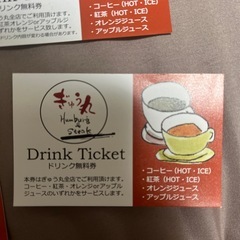 ドリンク無料券
・コーヒー(HOT・ICE)
・紅茶(HOT・ICE)
・オレンジジュース
・アップルジュース
ぎゅう丸
Hamburg & Steak
Drink Ticket
ドリンク無料券
本券はぎゅう丸全店でご利用頂けます。
コーヒー・紅茶・オレンジorアップル
ジュースのいずれかをサービス致します。
・コーヒー(HOT・ICE)
・紅茶(HOT・ICE)
・オレンジジュース
・アップルジュース